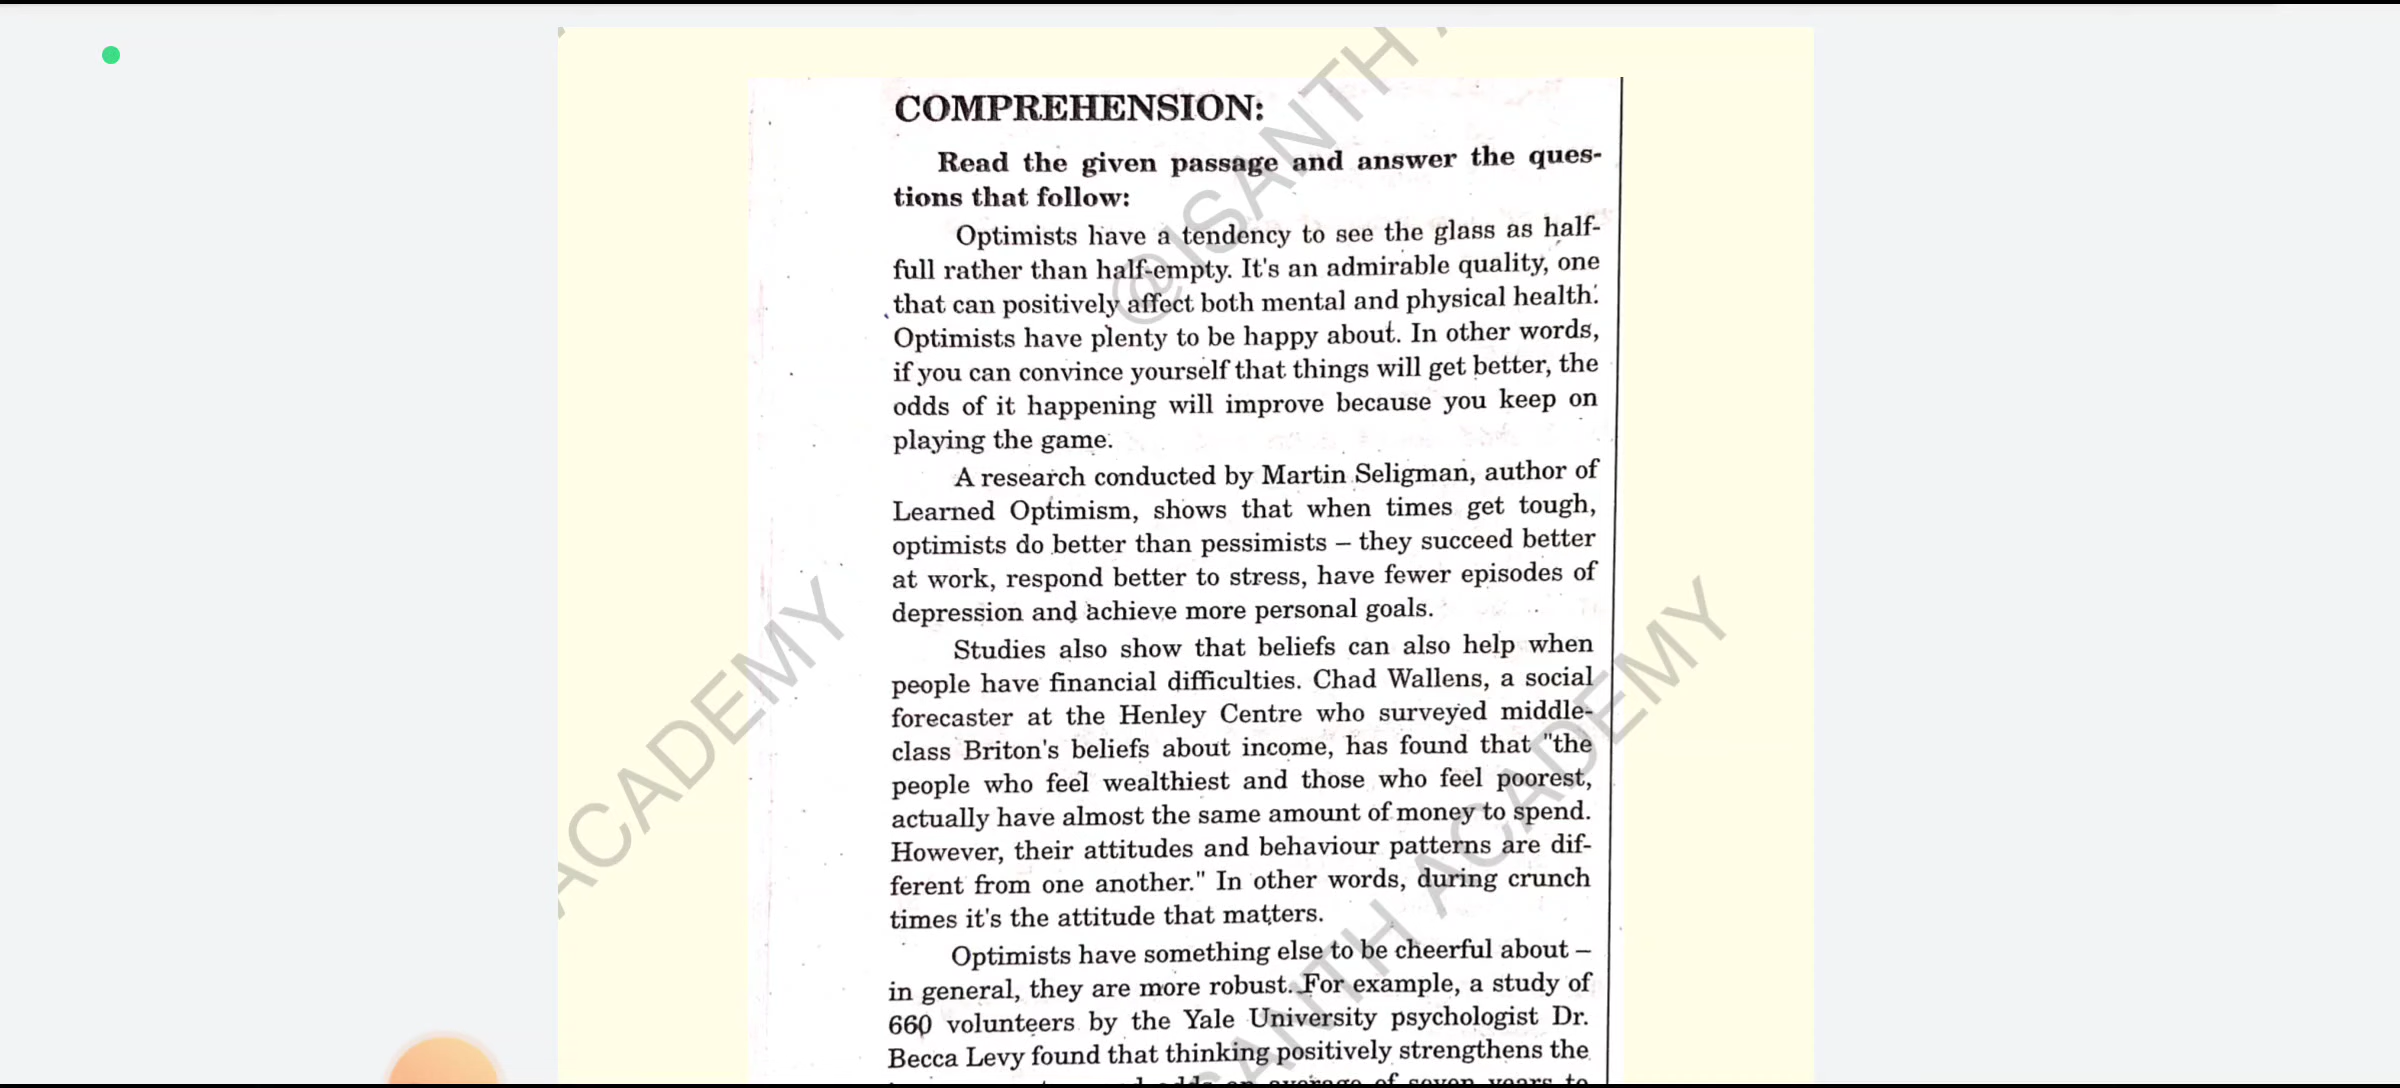 COMPREHENSION:
Read the given passage and answer the ques-
tions that follow:
Optimists have a tendency to see the glass as half-
full rather than half-empty. It's an admirable quality, one
that can positively affect both mental and physical health.
Optimists have plenty to be happy about. In other words,
if you can convince yourself that things will get better, the
odds of it happening will improve because you keep on
playing the game.
A research conducted by Martin Seligman, author of
Learned Optimism, shows that when times get tough,
optimists do better than pessimists – they succeed better
at work, respond better to stress, have fewer episodes of
depression and achieve more personal goals.
Studies also show that beliefs can also help when
people have financial difficulties. Chad Wallens, a social
forecaster at the Henley Centre who surveyed middle-
class Briton's beliefs about income, has found that "the
people who feel wealthiest and those who feel poorest,
actually have almost the same amount of money to spend.
However, their attitudes and behaviour patterns are dif-
ferent from one another." In other words, during crunch
times it's the attitude that matters.
Optimists have something else to be cheerful about –
in general, they are more robust. For example, a study of
660 volunteers by the Yale University psychologist Dr.
Becca Levy found that thinking positively strengthens the
average of seven years to
@ISANTH
ACADEMY
ANTH ACADEMY